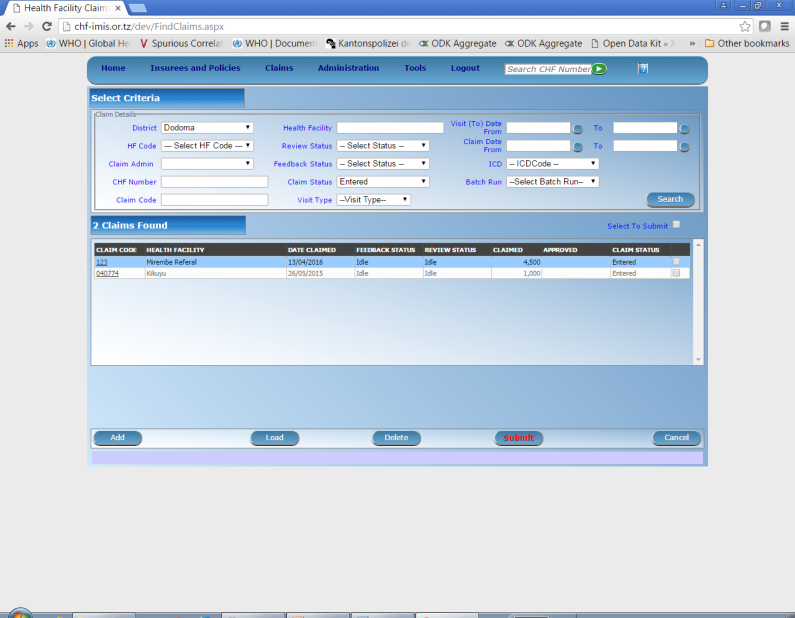 Health Facility Claim
chf-imis.or.tz/dev/FindClaims.aspx
Apps WHO | Global He V Spurious Correlat WHO | Document Kantonspolizei de ODK Aggregate ODK Aggregate Open Data Kit » Other bookmarks
Home Insurees and Policies Claims Administration Tools Logout Search CHF Number
Select Criteria
Claim Details
District Dodoma Health Facility Visit (To) Date From To
HF Code --- Select HF Code --- Review Status -- Select Status -- Claim Date From To
Claim Admin Feedback Status -- Select Status -- ICD -- ICDCode --
CHF Number Claim Status Entered Batch Run --Select Batch Run--
Claim Code Visit Type --Visit Type-- Search
2 Claims Found Select To Submit
CLAIM CODE HEALTH FACILITY DATE CLAIMED FEEDBACK STATUS REVIEW STATUS CLAIMED APPROVED CLAIM STATUS
123 Mirembe Referal 13/04/2016 Idle Idle 4,500 Entered
040774 Kikuyu 26/05/2015 Idle Idle 1,000 Entered
Add Load Delete Submit Cancel